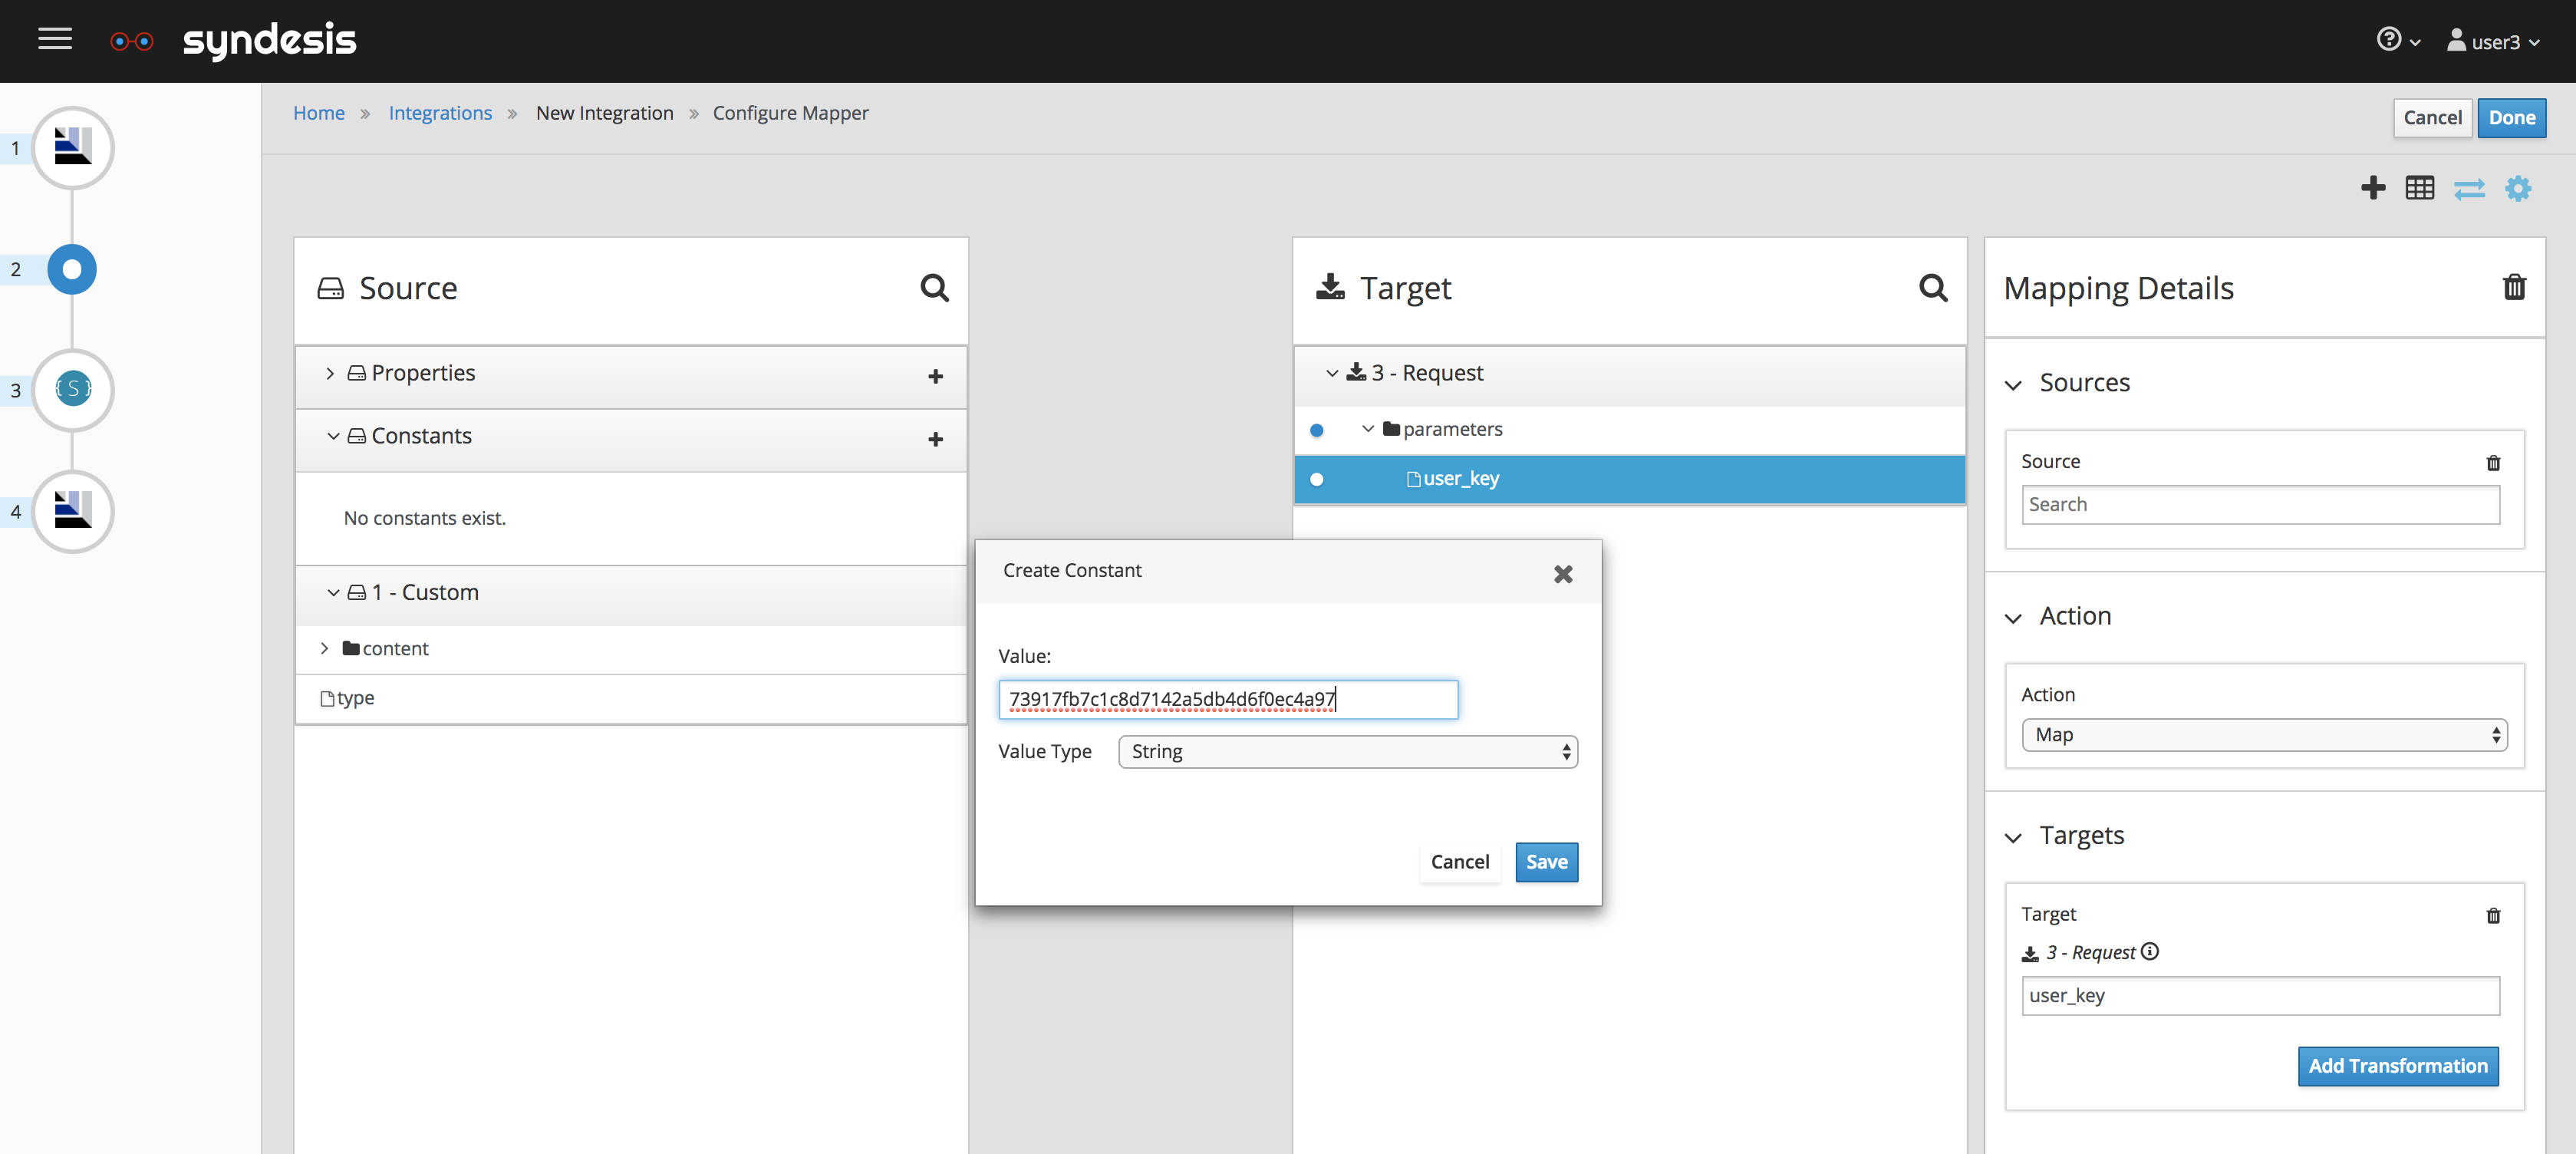 syndesis
user3
Home » Integrations » New Integration » Configure Mapper
Cancel Done
1
2
3
{ S }
4
Source
Properties
Constants
No constants exist.
1 - Custom
content
type
Target
3 - Request
parameters
user_key
Create Constant
Value:
73917fb7c1c8d7142a5db4d6f0ec4a97
Value Type String
Cancel Save
Mapping Details
Sources
Source
Search
Action
Action
Map
Targets
Target
3 - Request
user_key
Add Transformation